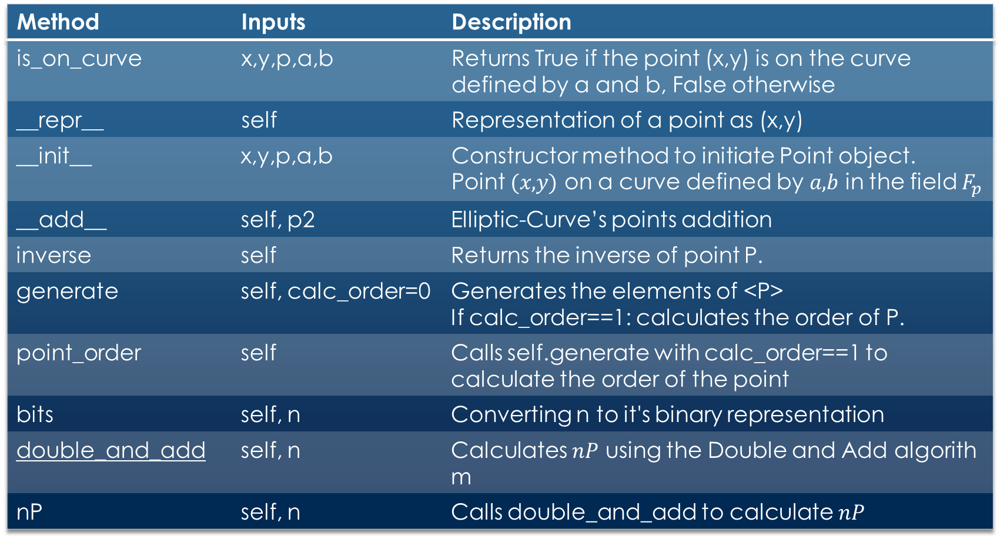 Method Inputs Description
is_on_curve x,y,p,a,b Returns True if the point (x,y) is on the curve
defined by a and b, False otherwise
__repr__ self Representation of a point as (x,y)
__init__ x,y,p,a,b Constructor method to initiate Point object.
Point (x,y) on a curve defined by a,b in the field Fp
__add__ self, p2 Elliptic-Curve’s points addition
inverse self Returns the inverse of point P.
generate self, calc_order=0 Generates the elements of <P>
If calc_order==1: calculates the order of P.
point_order self Calls self.generate with calc_order==1 to
calculate the order of the point
bits self, n Converting n to it's binary representation
double_and_add self, n Calculates nP using the Double and Add algorith
m
nP self, n Calls double_and_add to calculate nP